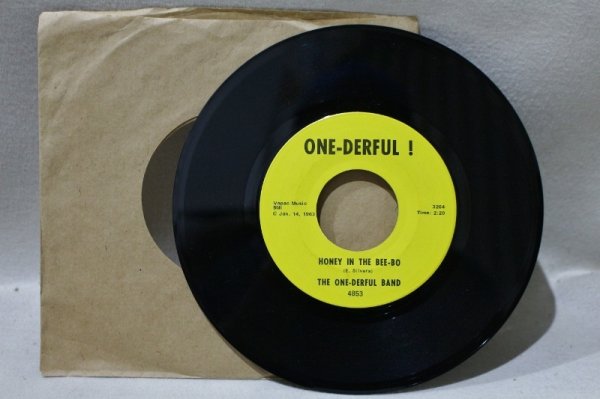 ONE-DERFUL !
Vapac Music
BMI
© Jan. 14, 1963
3204
Time: 2:20
HONEY IN THE BEE-BO
(E. Silvers)
THE ONE-DERFUL BAND
4853